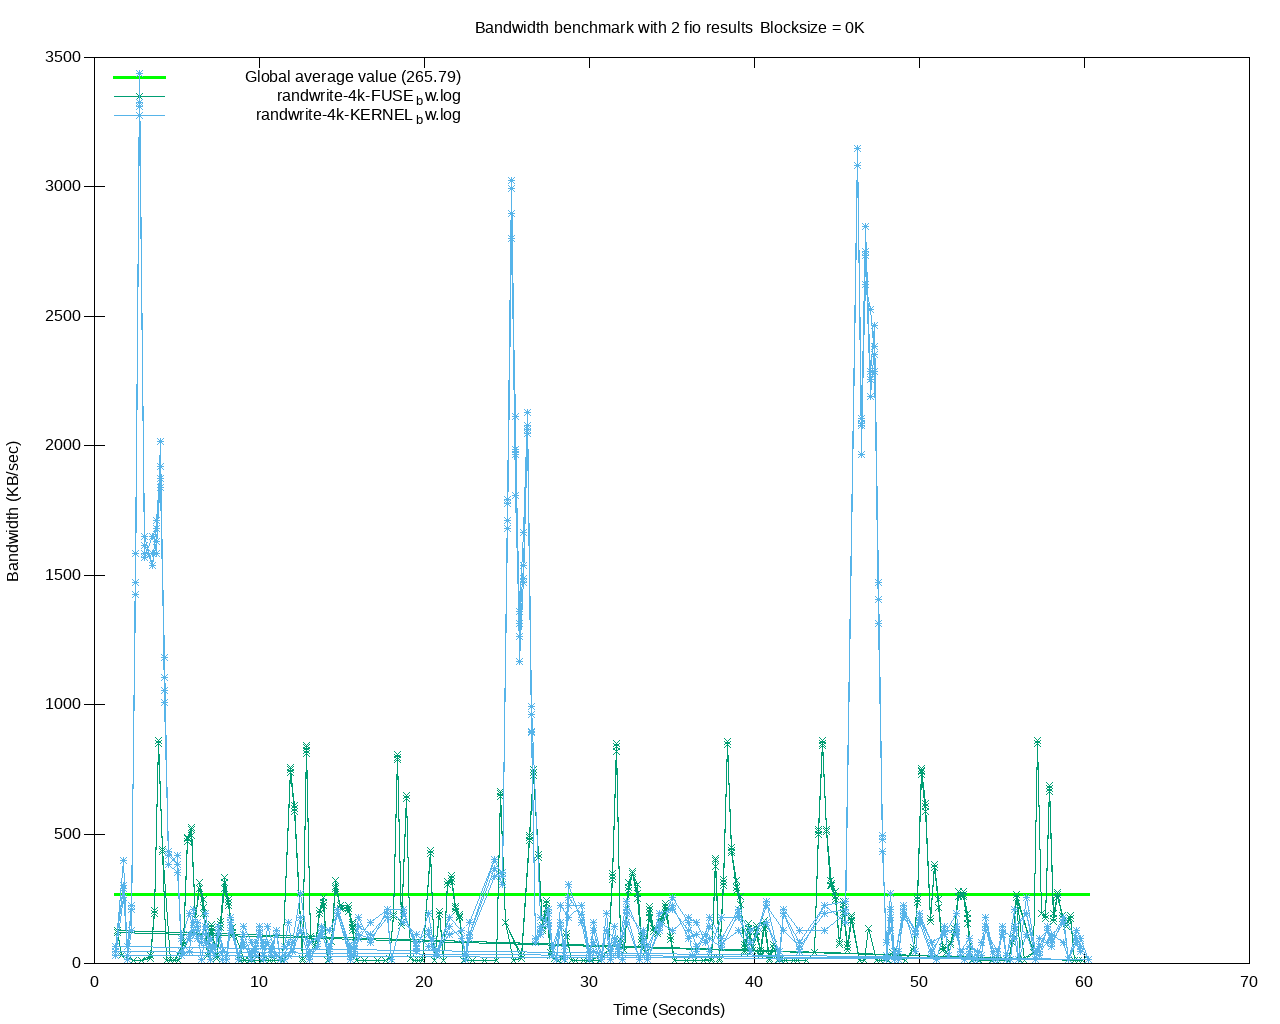 Bandwidth benchmark with 2 fio results Blocksize = 0K
3500
3000
2500
2000
1500
1000
500
0
Bandwidth (KB/sec)
Global average value (265.79)
randwrite-4k-FUSE_bw.log
randwrite-4k-KERNEL_bw.log
0 10 20 30 40 50 60 70
Time (Seconds)